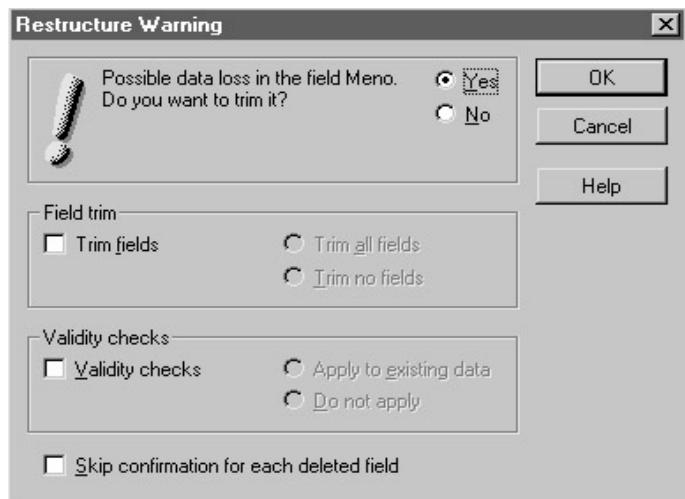 Restructure Warning
Possible data loss in the field Meno.
Do you want to trim it?
Yes
No
OK
Cancel
Help
Field trim
Trim fields
Trim all fields
Trim no fields
Validity checks
Validity checks
Apply to existing data
Do not apply
Skip confirmation for each deleted field